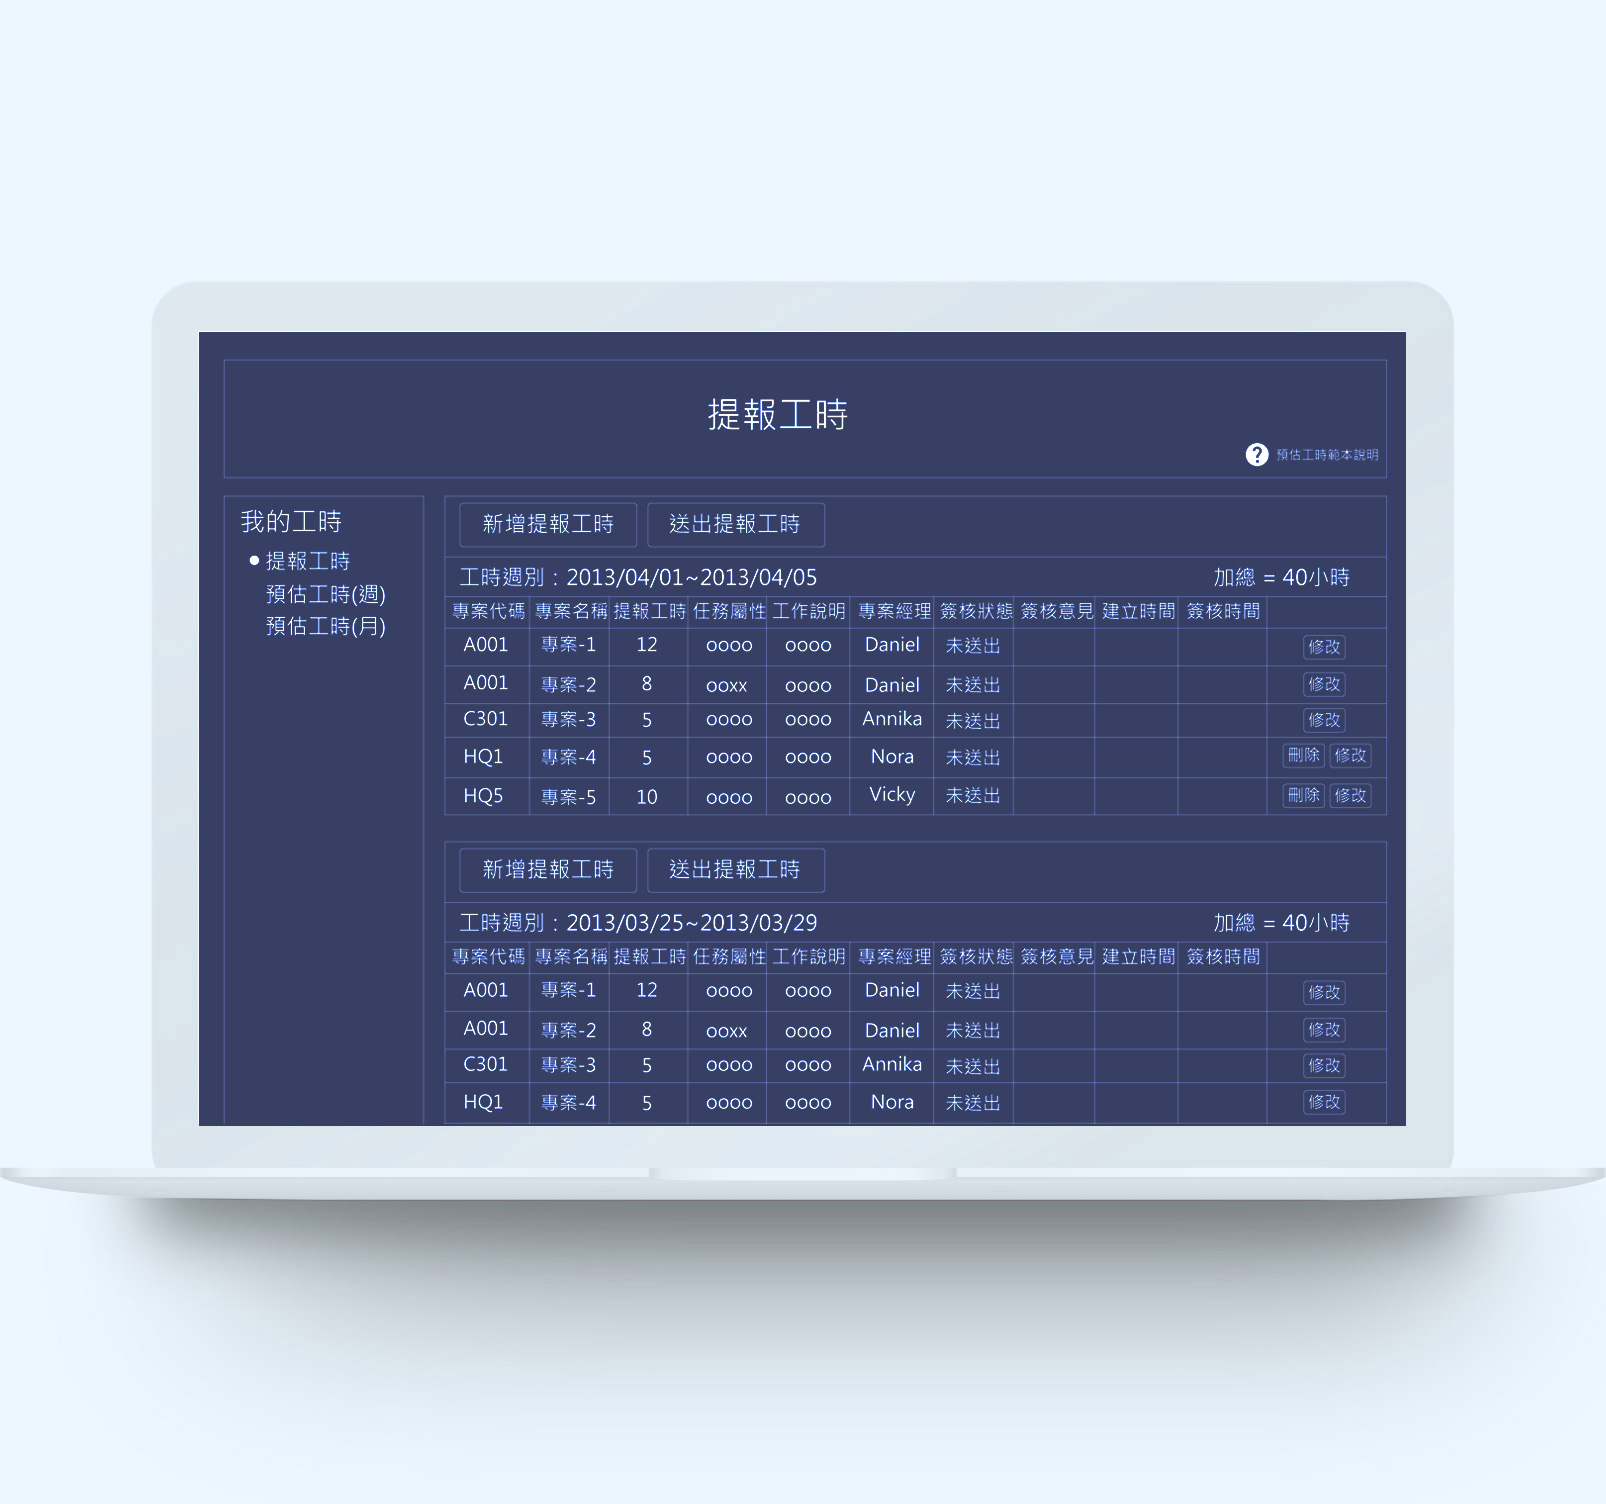 提報工時
? 預估工時範本說明
我的工時
提報工時
預估工時(週)
預估工時(月)
新增提報工時 送出提報工時
工時週別：2013/04/01~2013/04/05 加總 = 40小時
專案代碼 專案名稱 提報工時 任務屬性 工作說明 專案經理 簽核狀態 簽核意見 建立時間 簽核時間
A001 專案-1 12 oooo oooo Daniel 未送出 修改
A001 專案-2 8 ooxx oooo Daniel 未送出 修改
C301 專案-3 5 oooo oooo Annika 未送出 修改
HQ1 專案-4 5 oooo oooo Nora 未送出 刪除 修改
HQ5 專案-5 10 oooo oooo Vicky 未送出 刪除 修改
新增提報工時 送出提報工時
工時週別：2013/03/25~2013/03/29 加總 = 40小時
專案代碼 專案名稱 提報工時 任務屬性 工作說明 專案經理 簽核狀態 簽核意見 建立時間 簽核時間
A001 專案-1 12 oooo oooo Daniel 未送出 修改
A001 專案-2 8 ooxx oooo Daniel 未送出 修改
C301 專案-3 5 oooo oooo Annika 未送出 修改
HQ1 專案-4 5 oooo oooo Nora 未送出 修改